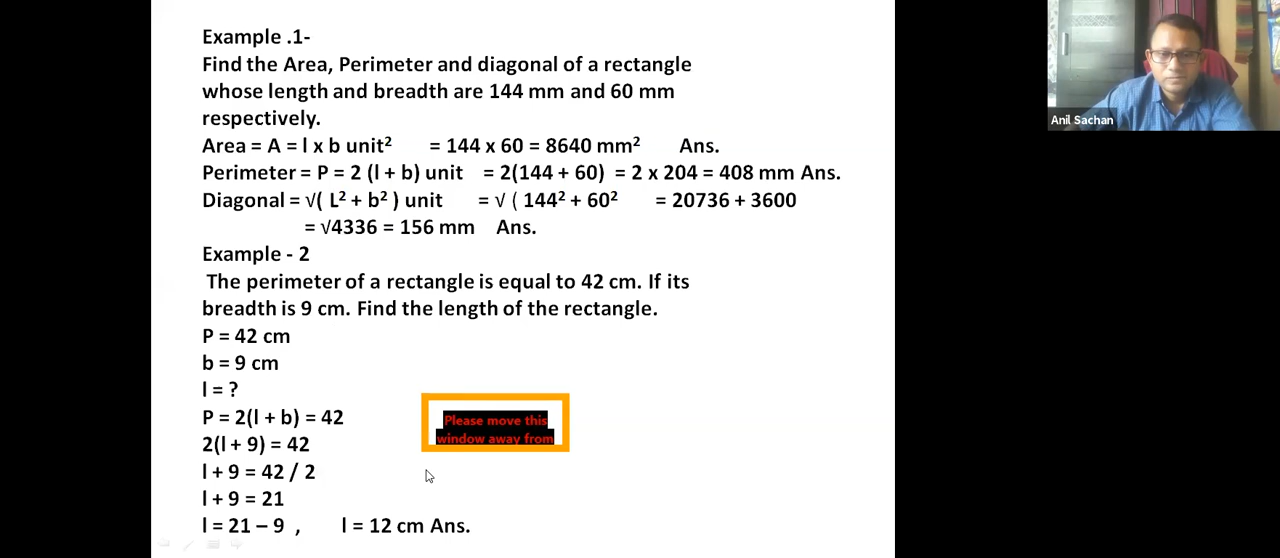 Example .1-
Find the Area, Perimeter and diagonal of a rectangle
whose length and breadth are 144 mm and 60 mm
respectively.
Area = A = l x b unit² = 144 x 60 = 8640 mm² Ans.
Perimeter = P = 2 (l + b) unit = 2(144 + 60) = 2 x 204 = 408 mm Ans.
Diagonal = √( L² + b² ) unit = √ ( 144² + 60² = 20736 + 3600
= √4336 = 156 mm Ans.
Example - 2
The perimeter of a rectangle is equal to 42 cm. If its
breadth is 9 cm. Find the length of the rectangle.
P = 42 cm
b = 9 cm
l = ?
P = 2(l + b) = 42
2(l + 9) = 42
l + 9 = 42 / 2
l + 9 = 21
l = 21 – 9 , l = 12 cm Ans.
Please move this
window away from
Anil Sachan